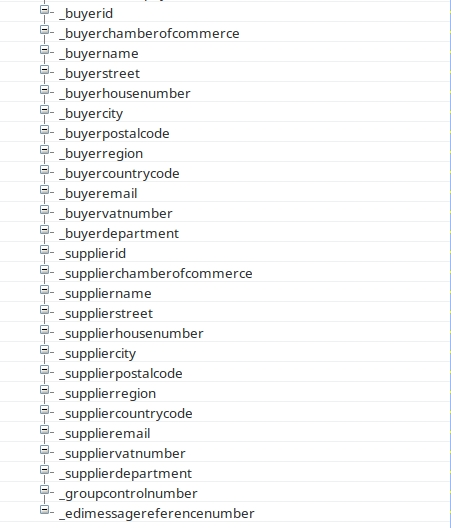 _buyerid
_buyerchamberofcommerce
_buyername
_buyerstreet
_buyerhousenumber
_buyercity
_buyerpostalcode
_buyerregion
_buyercountrycode
_buyeremail
_buyervatnumber
_buyerdepartment
_supplierid
_supplierchamberofcommerce
_suppliername
_supplierstreet
_supplierhousenumber
_suppliercity
_supplierpostalcode
_supplierregion
_suppliercountrycode
_supplieremail
_suppliervatnumber
_supplierdepartment
_groupcontrolnumber
_edimessagereferencenumber